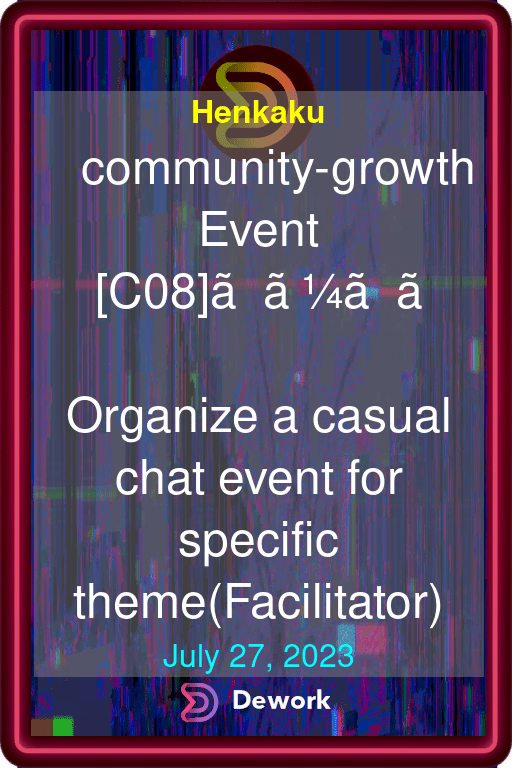 Henkaku
community-growth
Event
[C08]ã ã ¼ã ã
Organize a casual
chat event for
specific
theme(Facilitator)
July 27, 2023
Dework